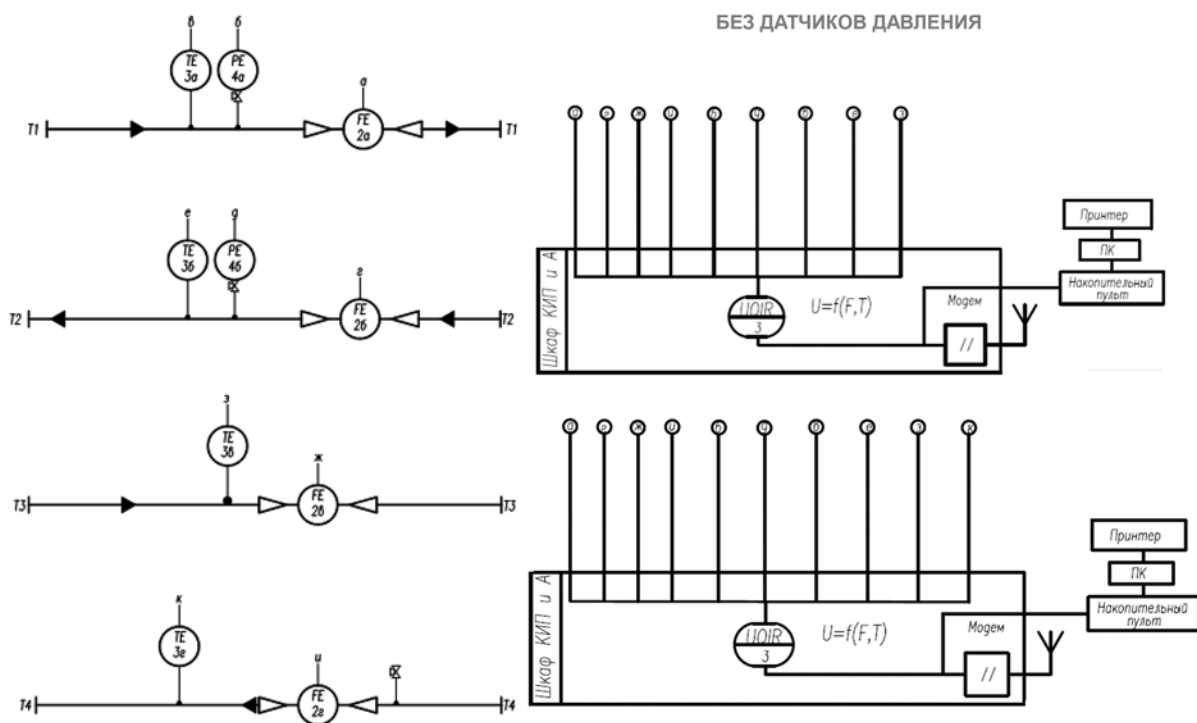 БЕЗ ДАТЧИКОВ ДАВЛЕНИЯ
в
б
TE
3а
PE
4а
а
FE
2а
T1
T1
е
д
TE
3б
PE
4б
г
FE
2б
T2
T2
з
TE
3в
ж
FE
2в
T3
T3
к
TE
3г
и
FE
2г
T4
T4
Шкаф КИП и А
UQIR
3
U=f(F,T)
Модем
//
Принтер
ПК
Накопительный
пульт
Шкаф КИП и А
UQIR
3
U=f(F,T)
Модем
//
Принтер
ПК
Накопительный
пульт